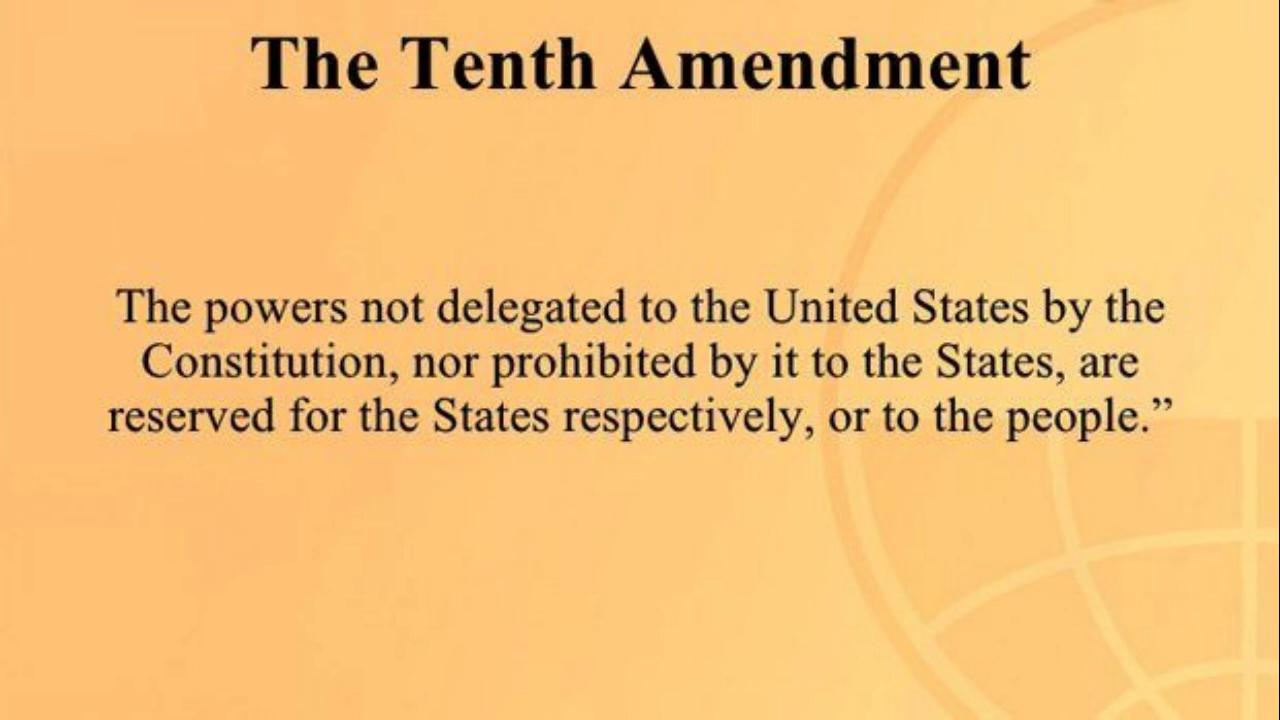 The Tenth Amendment
The powers not delegated to the United States by the
Constitution, nor prohibited by it to the States, are
reserved for the States respectively, or to the people.”